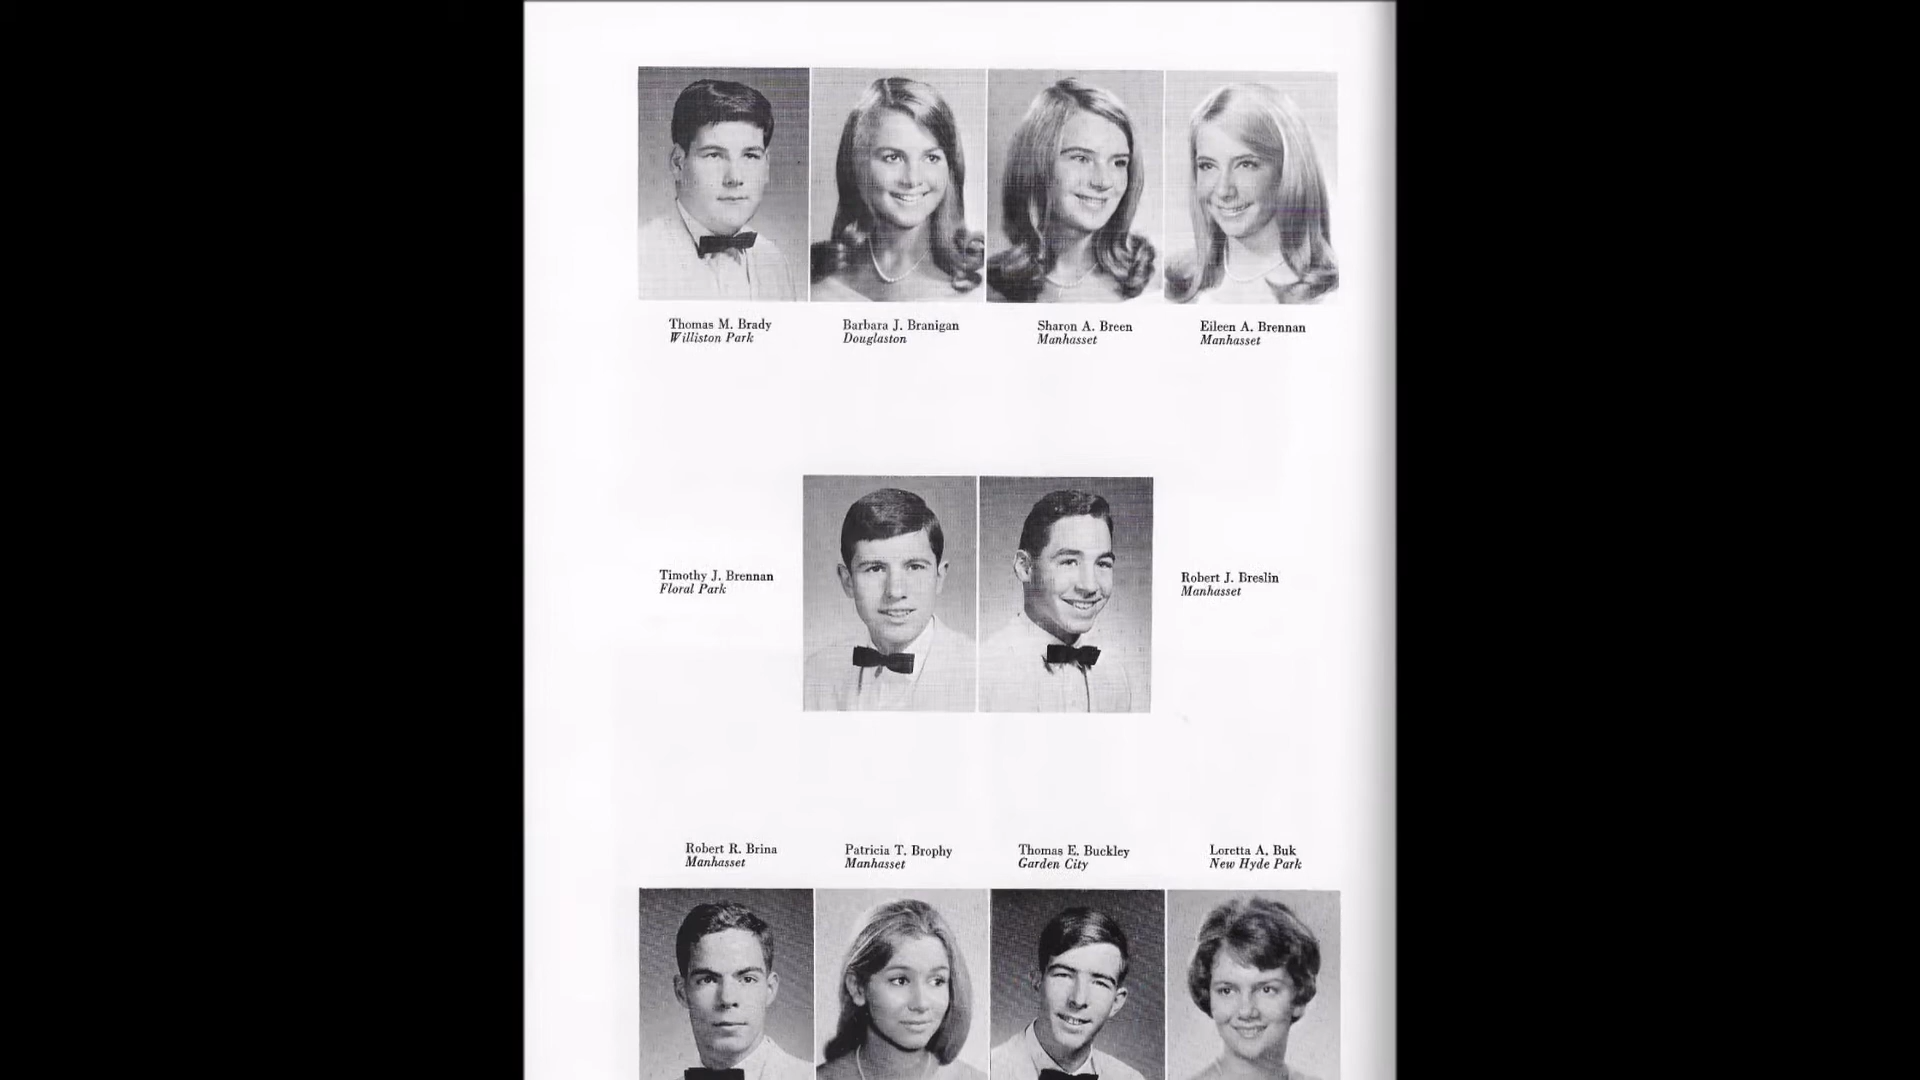 Thomas M. Brady
Williston Park
Barbara J. Branigan
Douglaston
Sharon A. Breen
Manhasset
Eileen A. Brennan
Manhasset
Timothy J. Brennan
Floral Park
Robert J. Breslin
Manhasset
Robert R. Brina
Manhasset
Patricia T. Brophy
Manhasset
Thomas E. Buckley
Garden City
Loretta A. Buk
New Hyde Park